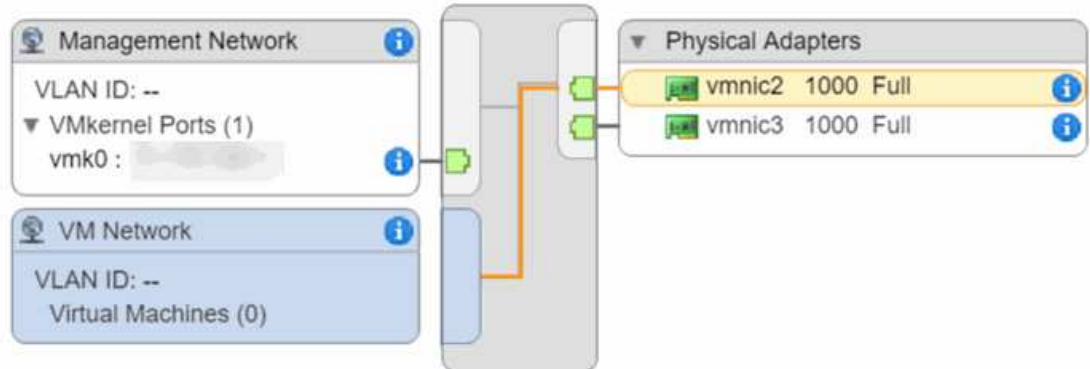 Management Network
VLAN ID: --
VMkernel Ports (1)
vmk0 :
VM Network
VLAN ID: --
Virtual Machines (0)
Physical Adapters
vmnic2 1000 Full
vmnic3 1000 Full